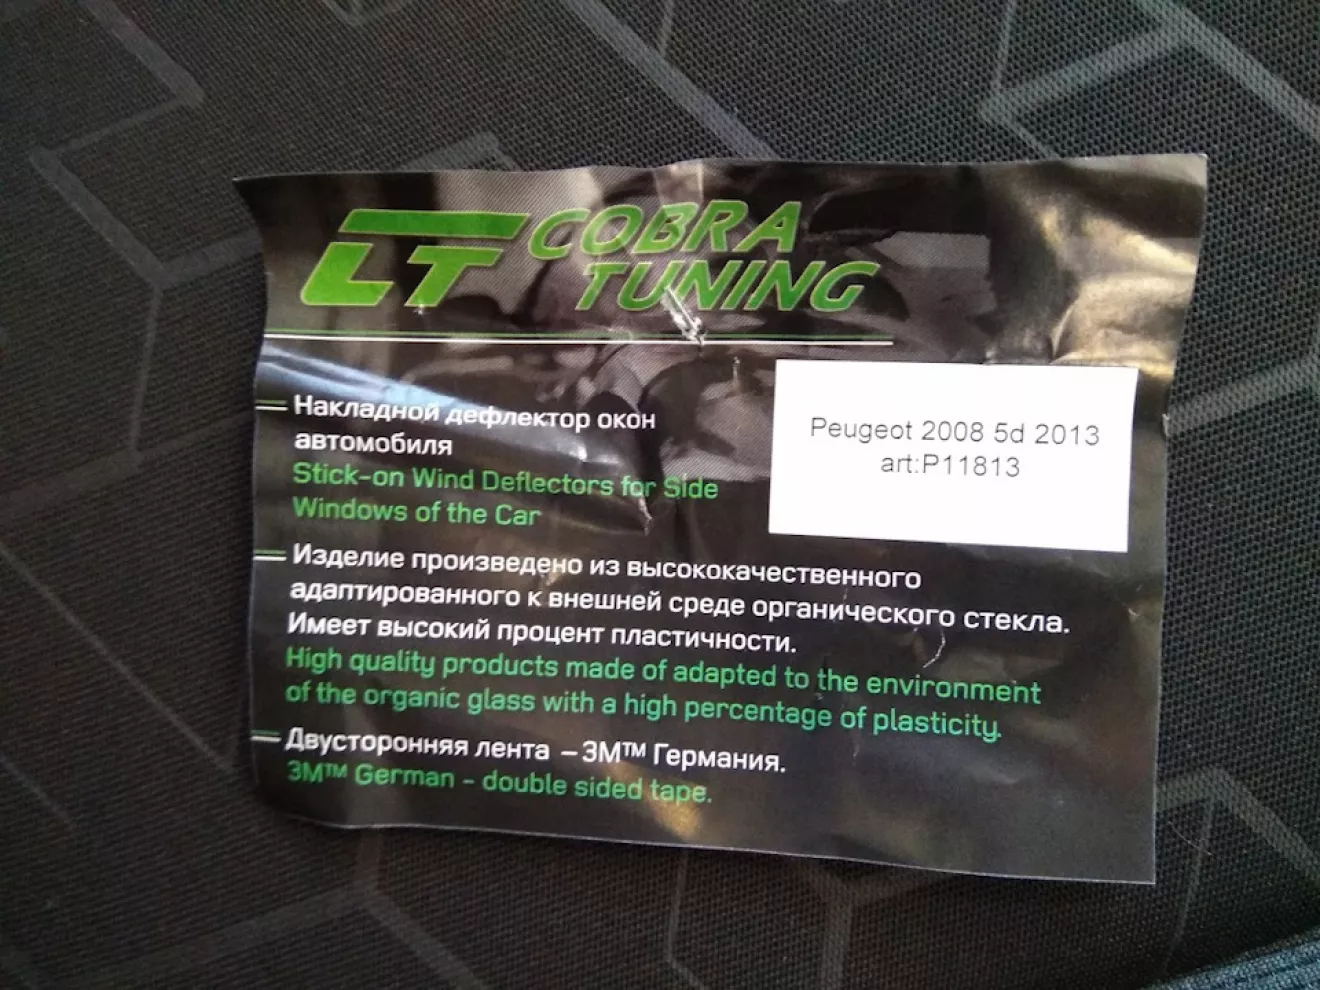 LT COBRA
TUNING
Накладной дефлектор окон
автомобиля
Stick-on Wind Deflectors for Side
Windows of the Car
Peugeot 2008 5d 2013
art:P11813
Изделие произведено из высококачественного
адаптированного к внешней среде органического стекла.
Имеет высокий процент пластичности.
High quality products made of adapted to the environment
of the organic glass with a high percentage of plasticity.
Двусторонняя лента – 3M™ Германия.
3M™ German - double sided tape.